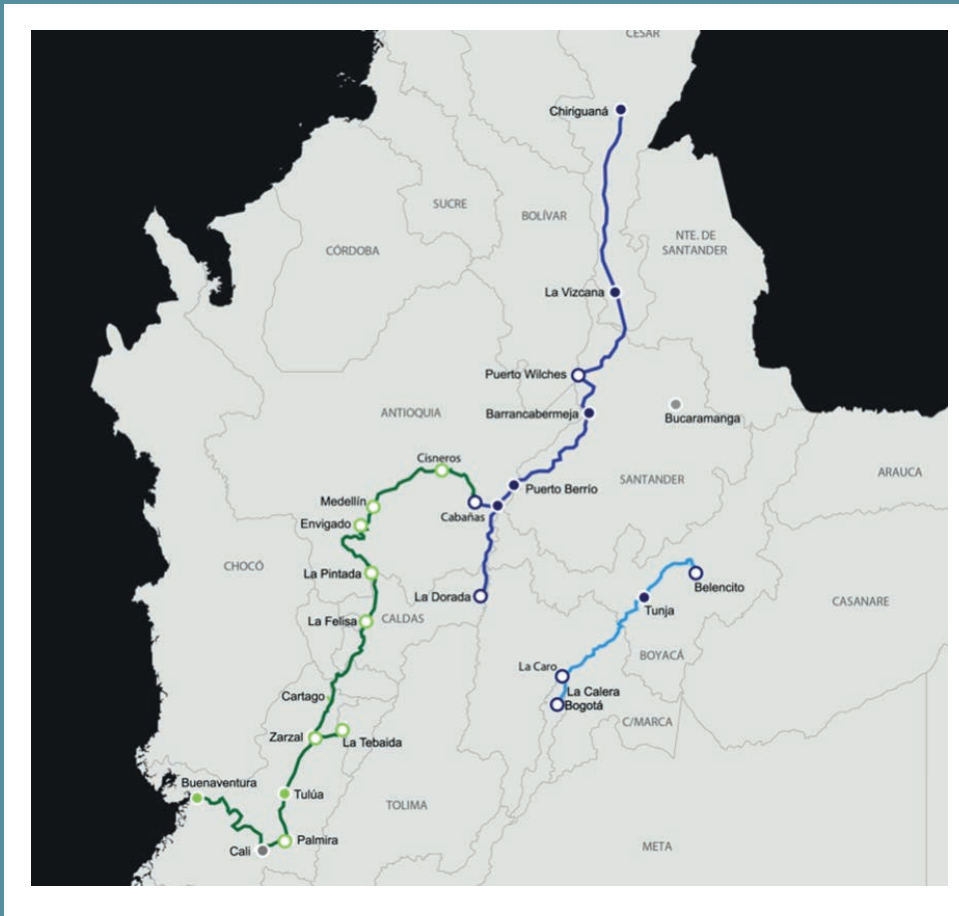 CESAR
Chiriguaná
SUCRE
BOLÍVAR
NTE. DE
SANTANDER
CÓRDOBA
La Vizcana
Puerto Wilches
ANTIOQUIA
Barrancabermeja
Bucaramanga
Cisneros
ARAUCA
SANTANDER
Puerto Berrío
Medellín
Cabañas
Envigado
CHOCÓ
La Pintada
Belencito
La Dorada
CASANARE
Tunja
La Felisa
CALDAS
BOYACÁ
La Caro
La Calera
Cartago
Bogotá
C/MARCA
Zarzal
La Tebaida
Buenaventura
Tulúa
TOLIMA
Palmira
META
Cali